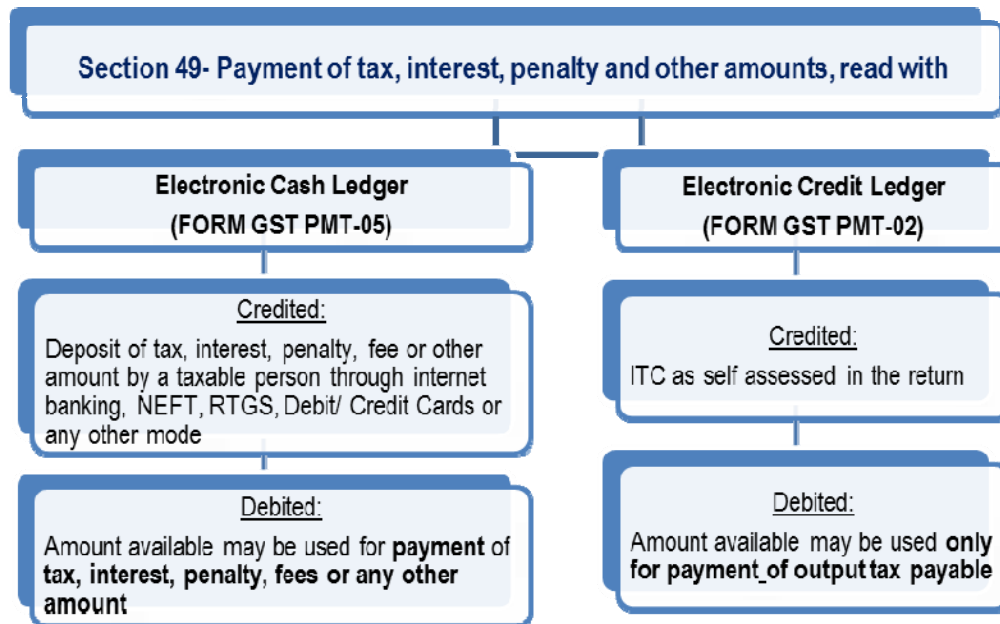 Section 49- Payment of tax, interest, penalty and other amounts, read with
Electronic Cash Ledger
(FORM GST PMT-05)
Credited:
Deposit of tax, interest, penalty, fee or other
amount by a taxable person through internet
banking, NEFT, RTGS, Debit/ Credit Cards or
any other mode
Debited:
Amount available may be used for payment of
tax, interest, penalty, fees or any other
amount
Electronic Credit Ledger
(FORM GST PMT-02)
Credited:
ITC as self assessed in the return
Debited:
Amount available may be used only
for payment of output tax payable